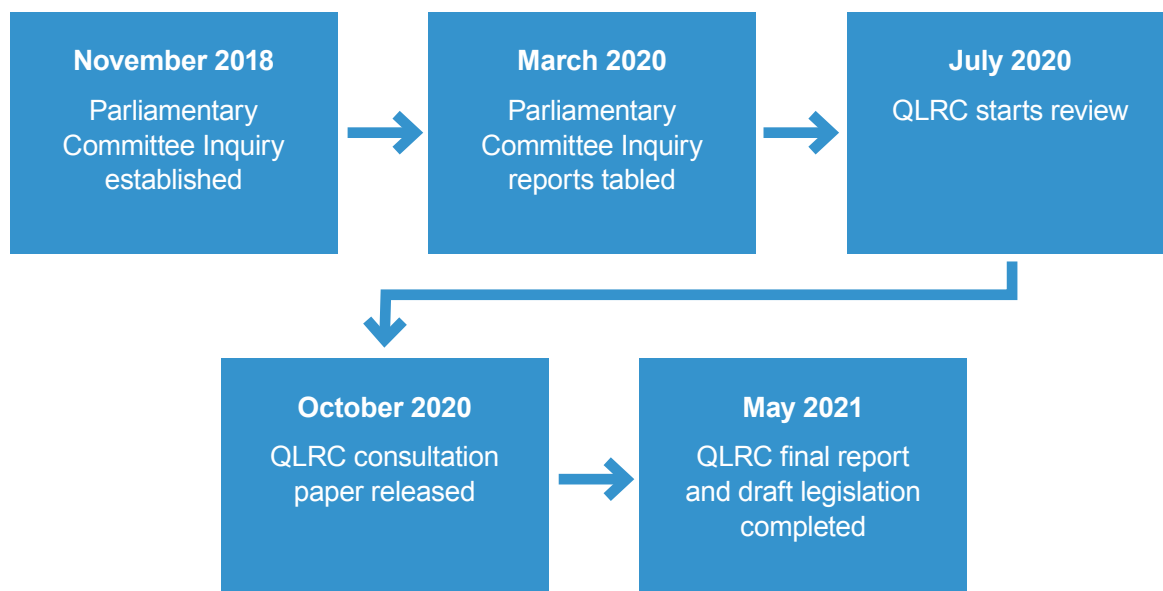 November 2018
Parliamentary
Committee Inquiry
established
March 2020
Parliamentary
Committee Inquiry
reports tabled
July 2020
QLRC starts review
October 2020
QLRC consultation
paper released
May 2021
QLRC final report
and draft legislation
completed